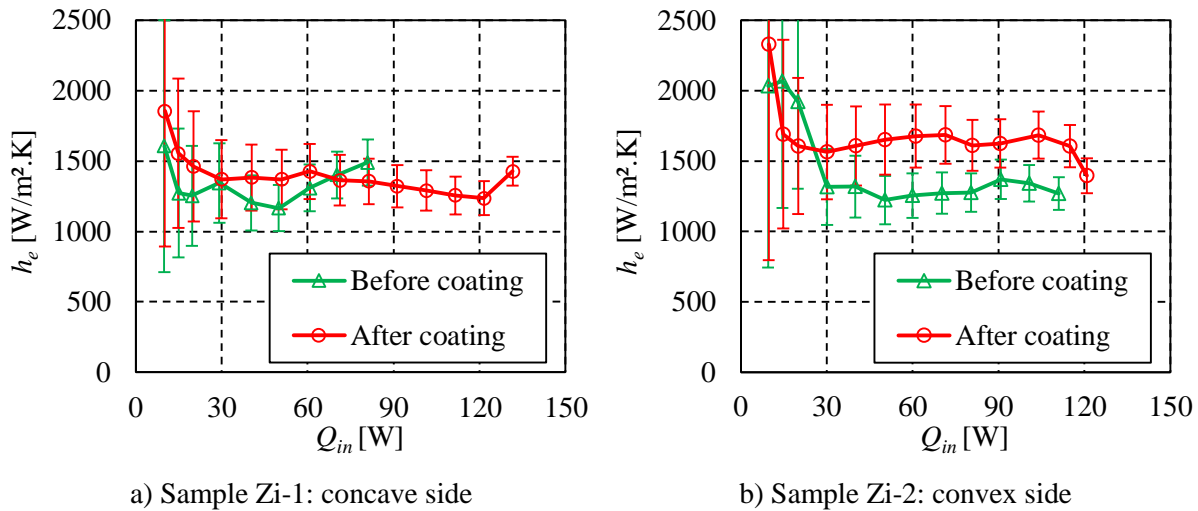 2500
2000
1500
1000
500
0
h_e [W/m².K]
Before coating
After coating
0 30 60 90 120 150
Q_in [W]
a) Sample Zi-1: concave side
2500
2000
1500
1000
500
0
h_e [W/m².K]
Before coating
After coating
0 30 60 90 120 150
Q_in [W]
b) Sample Zi-2: convex side